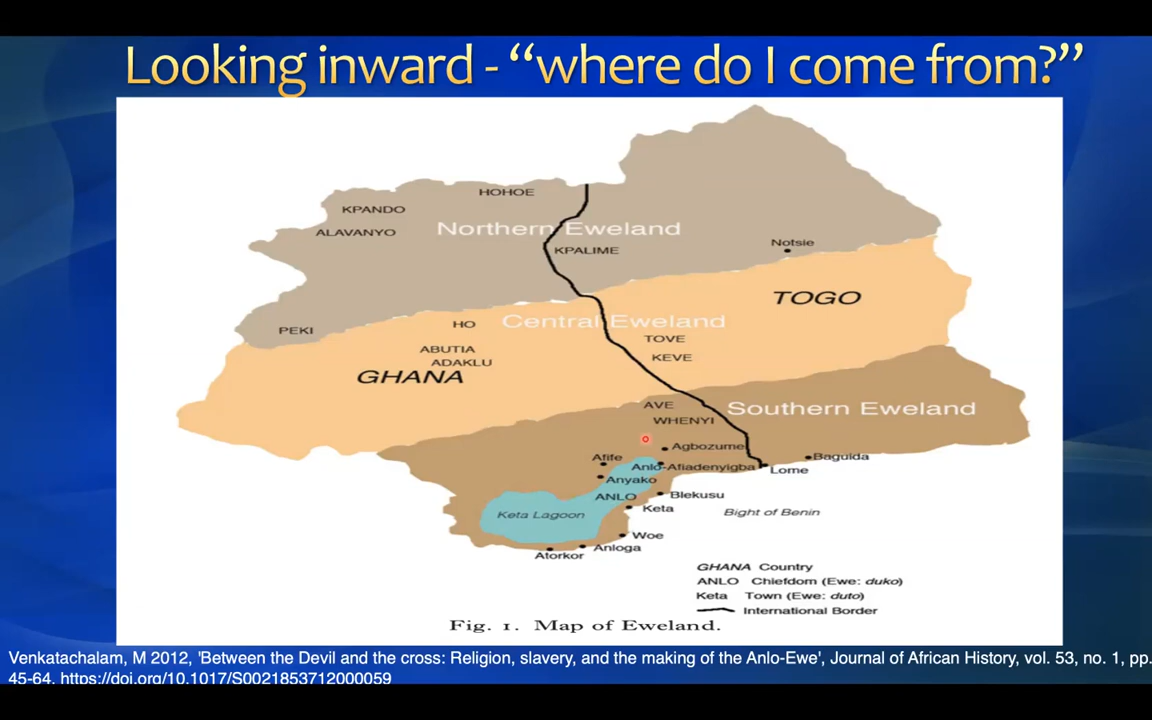 Looking inward - “where do I come from?”
HOHOE
KPANDO
ALAVANYO
Northern Eweland
KPALIME
Notsie
TOGO
PEKI
HO
Central Eweland
TOVE
ABUTIA
KEVE
ADAKLU
GHANA
AVE
Southern Eweland
WHENYI
Agbozume
Afife
Anlo-Afiadenyigba
Baguida
Lome
Anyako
ANLO
Blekusu
Keta
Keta Lagoon
Bight of Benin
Woe
Anloga
Atorkor
GHANA Country
ANLO Chiefdom (Ewe: duko)
Keta Town (Ewe: duto)
International Border
Fig. 1. Map of Eweland.
Venkatachalam, M 2012, 'Between the Devil and the cross: Religion, slavery, and the making of the Anlo-Ewe', Journal of African History, vol. 53, no. 1, pp.
45-64. https://doi.org/10.1017/S0021853712000059